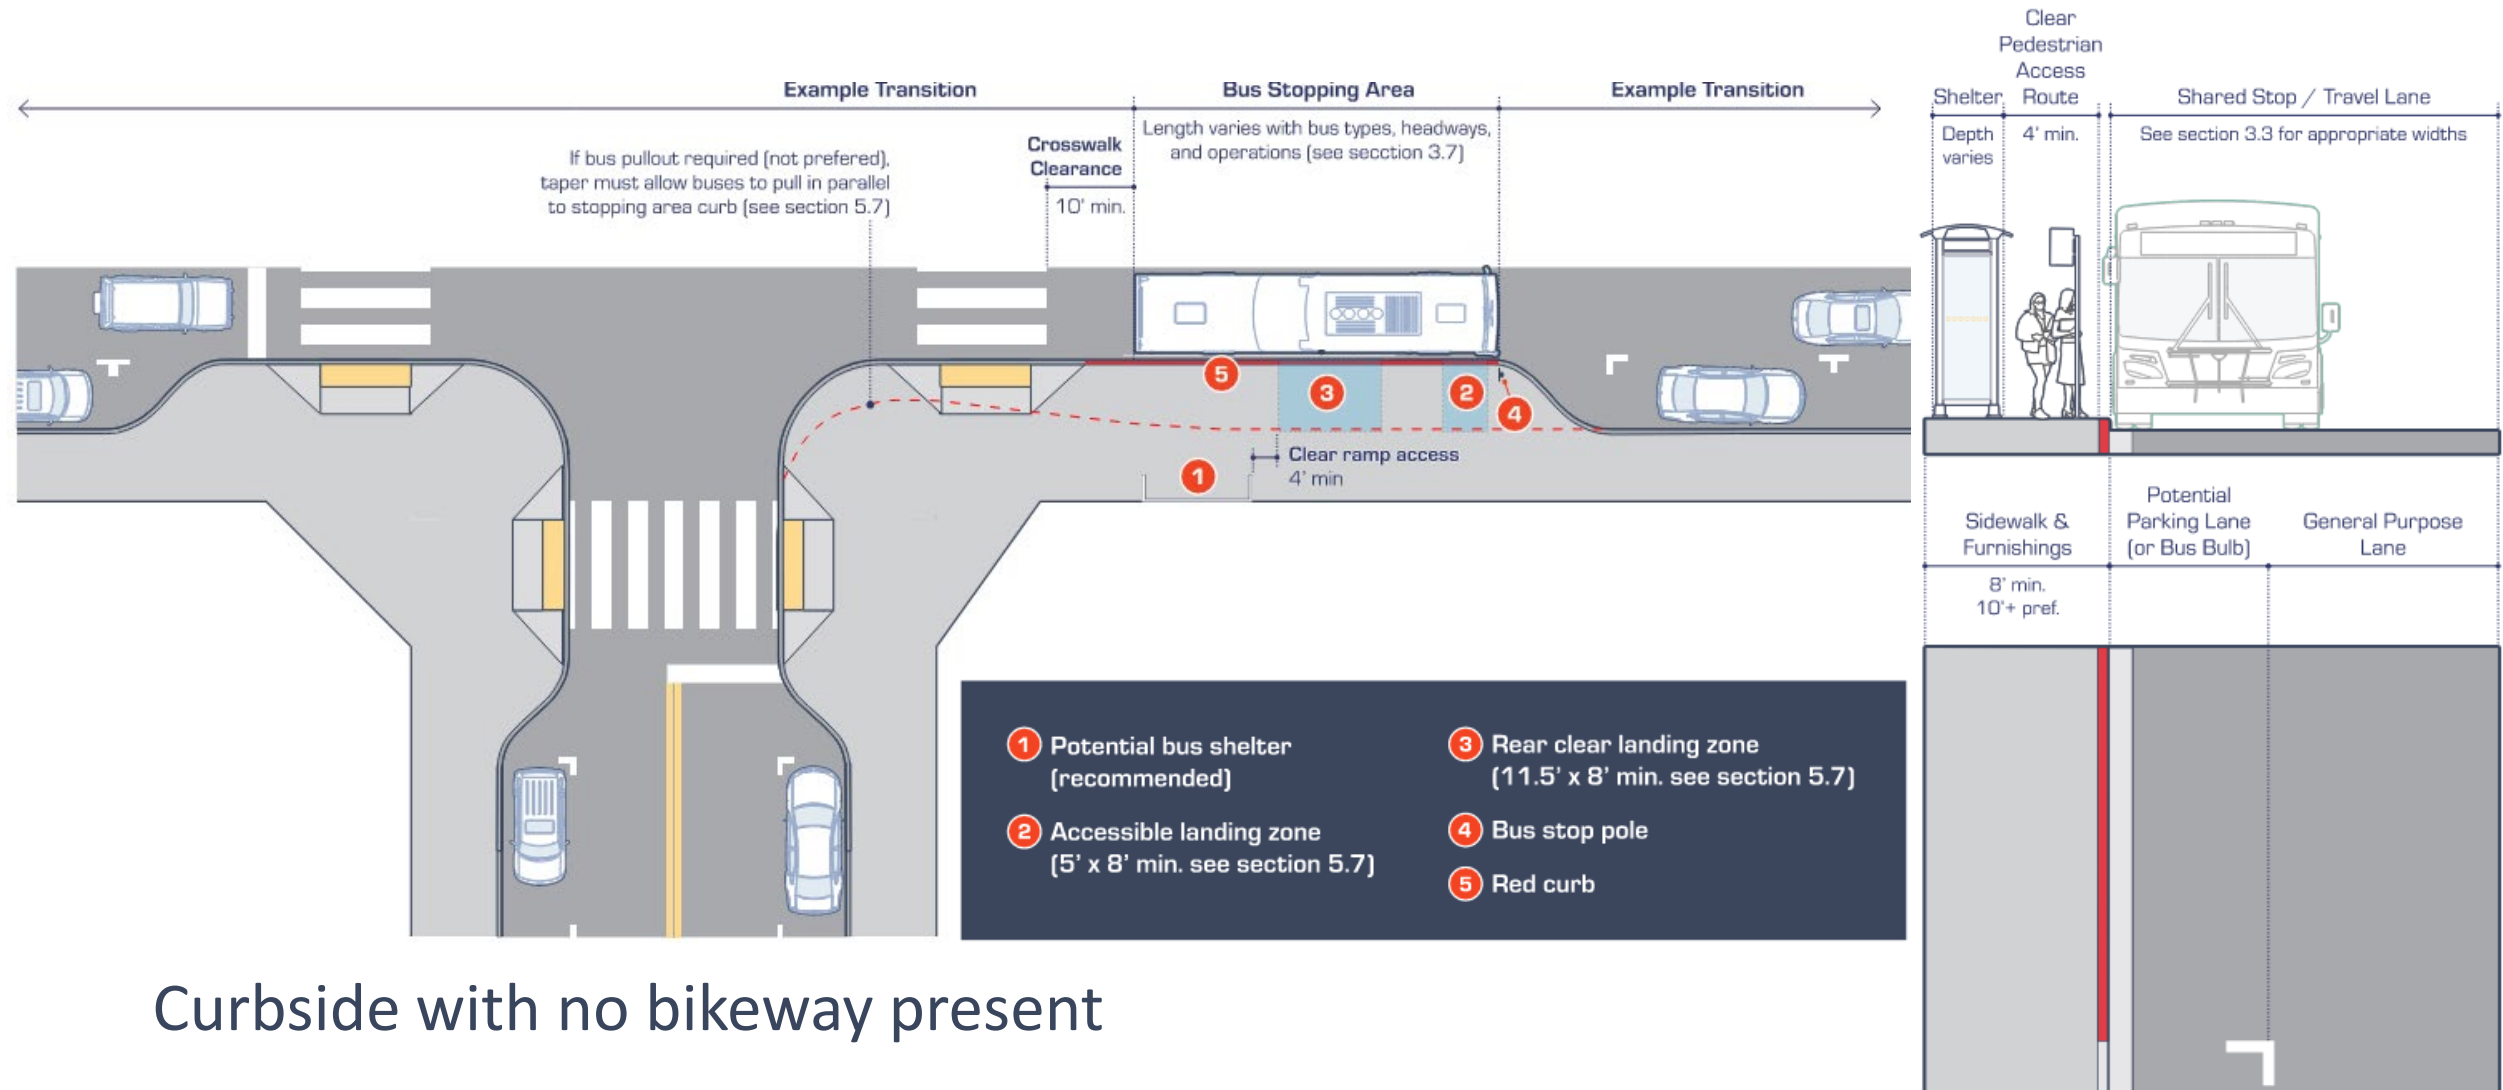 Example Transition
Bus Stopping Area
Example Transition
Length varies with bus types, headways,
and operations (see secction 3.7)
Crosswalk
Clearance
10' min.
If bus pullout required (not prefered),
taper must allow buses to pull in parallel
to stopping area curb (see section 5.7)
5
3
2
4
1
Clear ramp access
4' min
1 Potential bus shelter
(recommended)
2 Accessible landing zone
(5' x 8' min. see section 5.7)
3 Rear clear landing zone
(11.5' x 8' min. see section 5.7)
4 Bus stop pole
5 Red curb
Curbside with no bikeway present
Shelter
Depth
varies
Clear
Pedestrian
Access
Route
4' min.
Shared Stop / Travel Lane
See section 3.3 for appropriate widths
Sidewalk &
Furnishings
8' min.
10'+ pref.
Potential
Parking Lane
(or Bus Bulb)
General Purpose
Lane